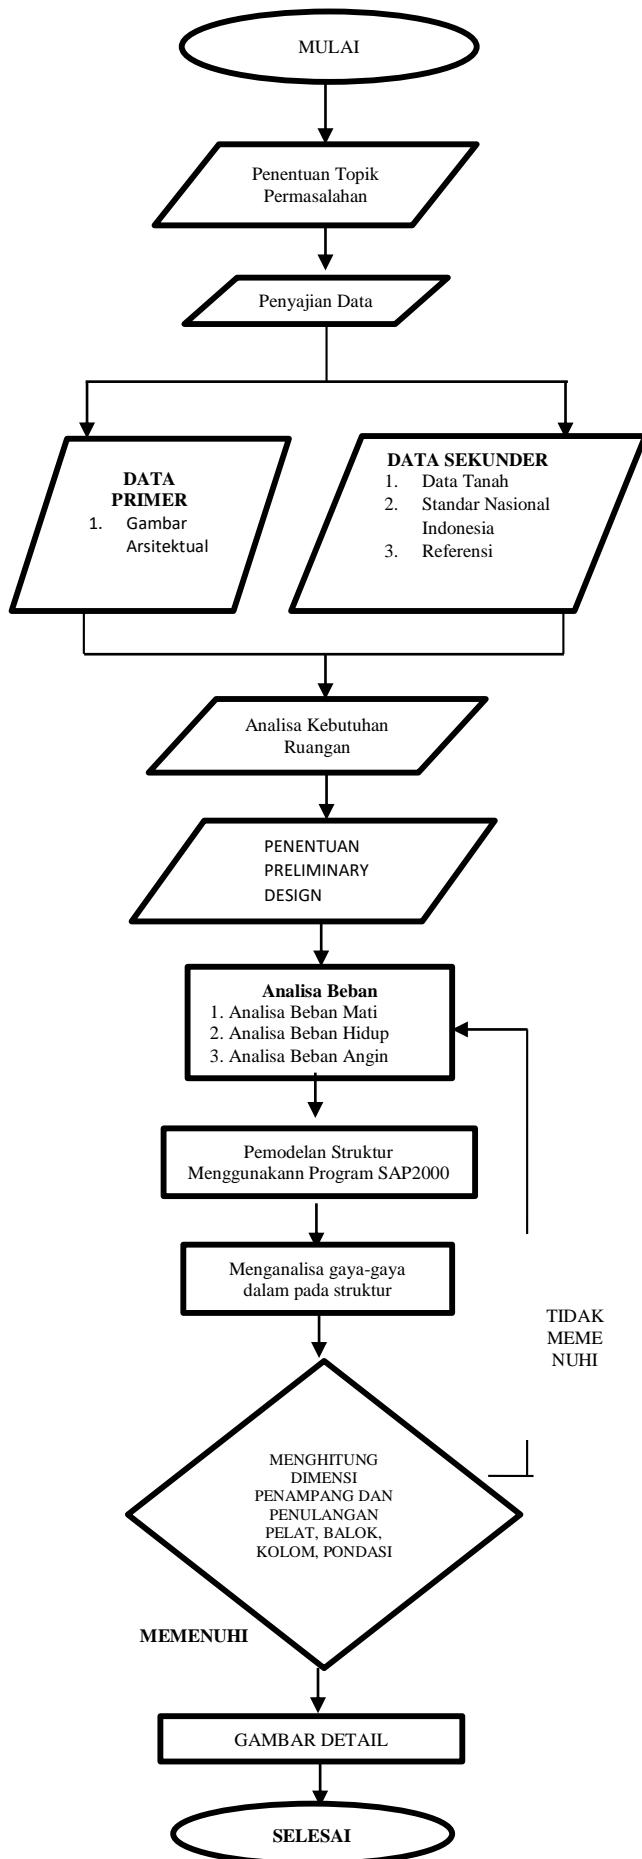 MULAI
Penentuan Topik
Permasalahan
Penyajian Data
DATA
PRIMER
1. Gambar
Arsitektual
DATA SEKUNDER
1. Data Tanah
2. Standar Nasional
Indonesia
3. Referensi
Analisa Kebutuhan
Ruangan
PENENTUAN
PRELIMINARY
DESIGN
Analisa Beban
1. Analisa Beban Mati
2. Analisa Beban Hidup
3. Analisa Beban Angin
Pemodelan Struktur
Menggunakann Program SAP2000
Menganalisa gaya-gaya
dalam pada struktur
TIDAK
MEME
NUHI
MENGHITUNG
DIMENSI
PENAMPANG DAN
PENULANGAN
PELAT, BALOK,
KOLOM, PONDASI
MEMENUHI
GAMBAR DETAIL
SELESAI